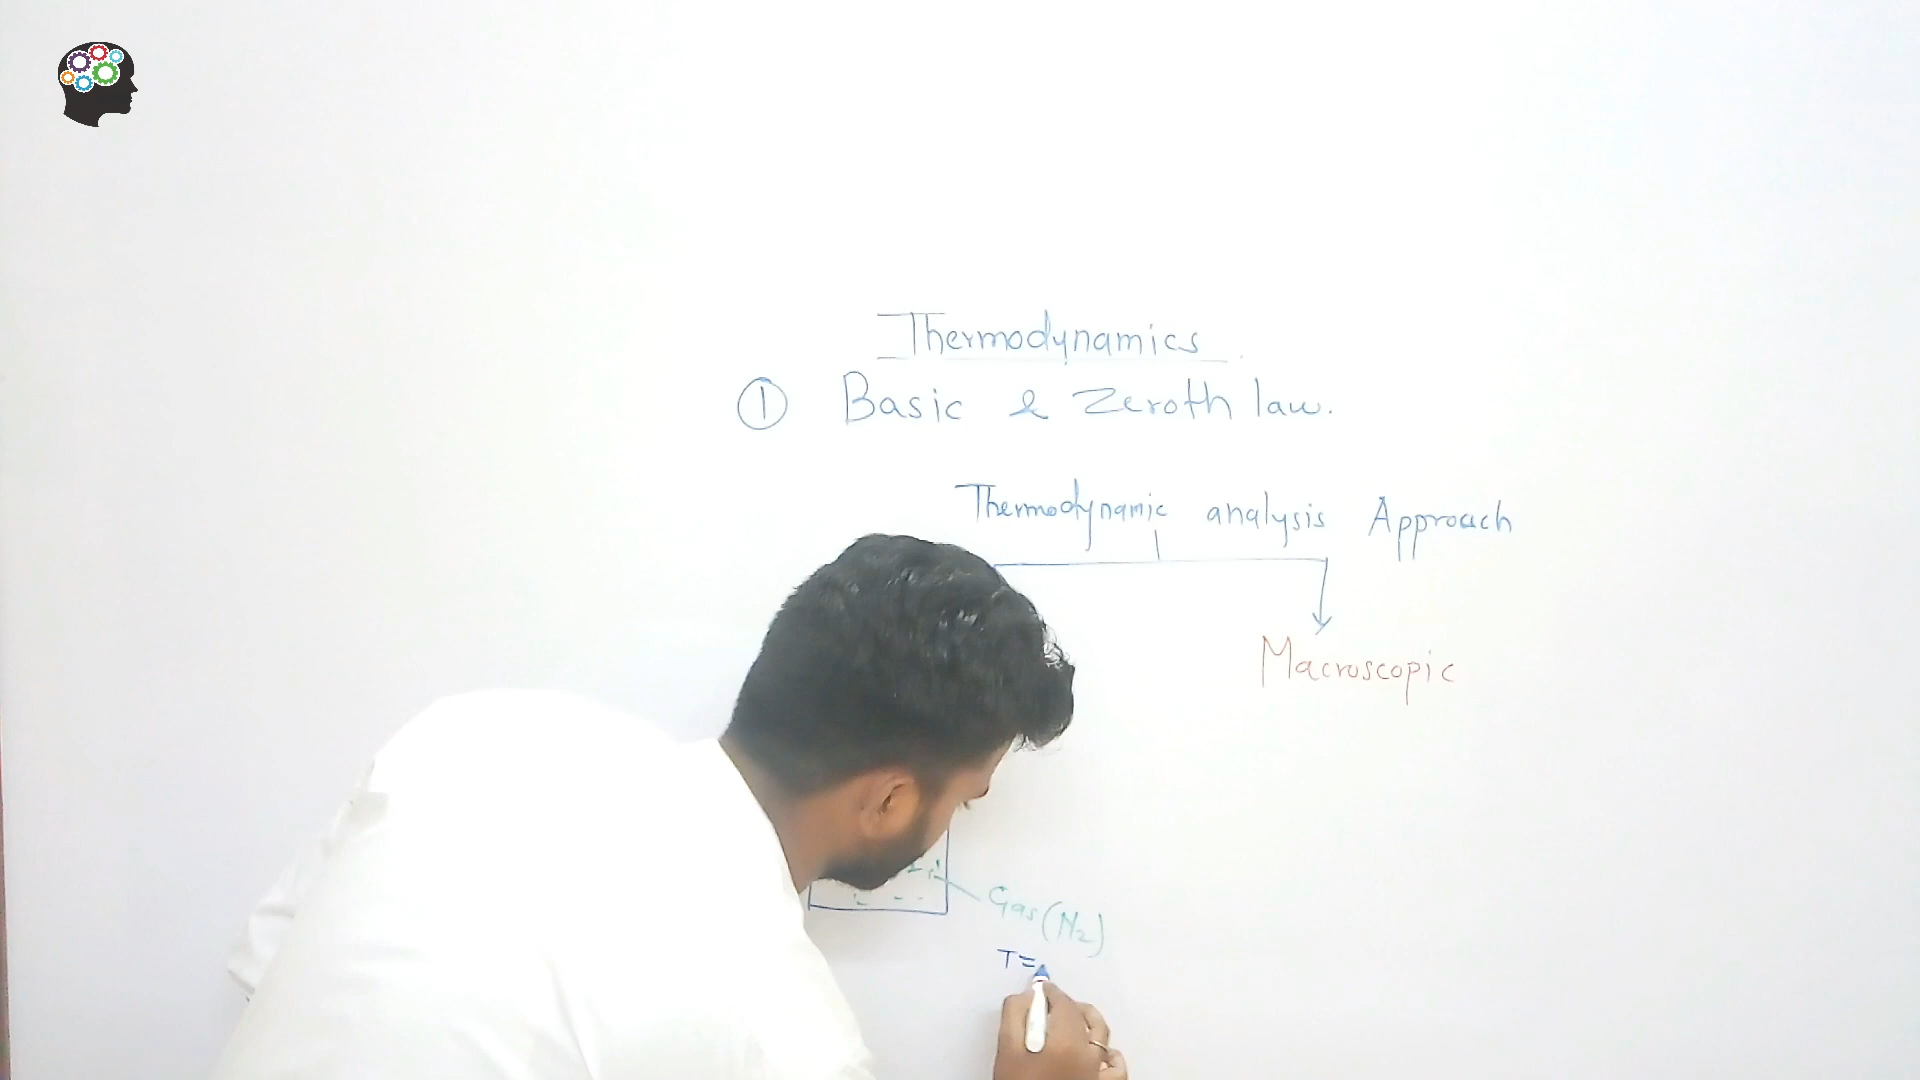 Thermodynamics
① Basic & Zeroth law.
Thermodynamic analysis Approach
Macroscopic
Gas (N₂)
T=